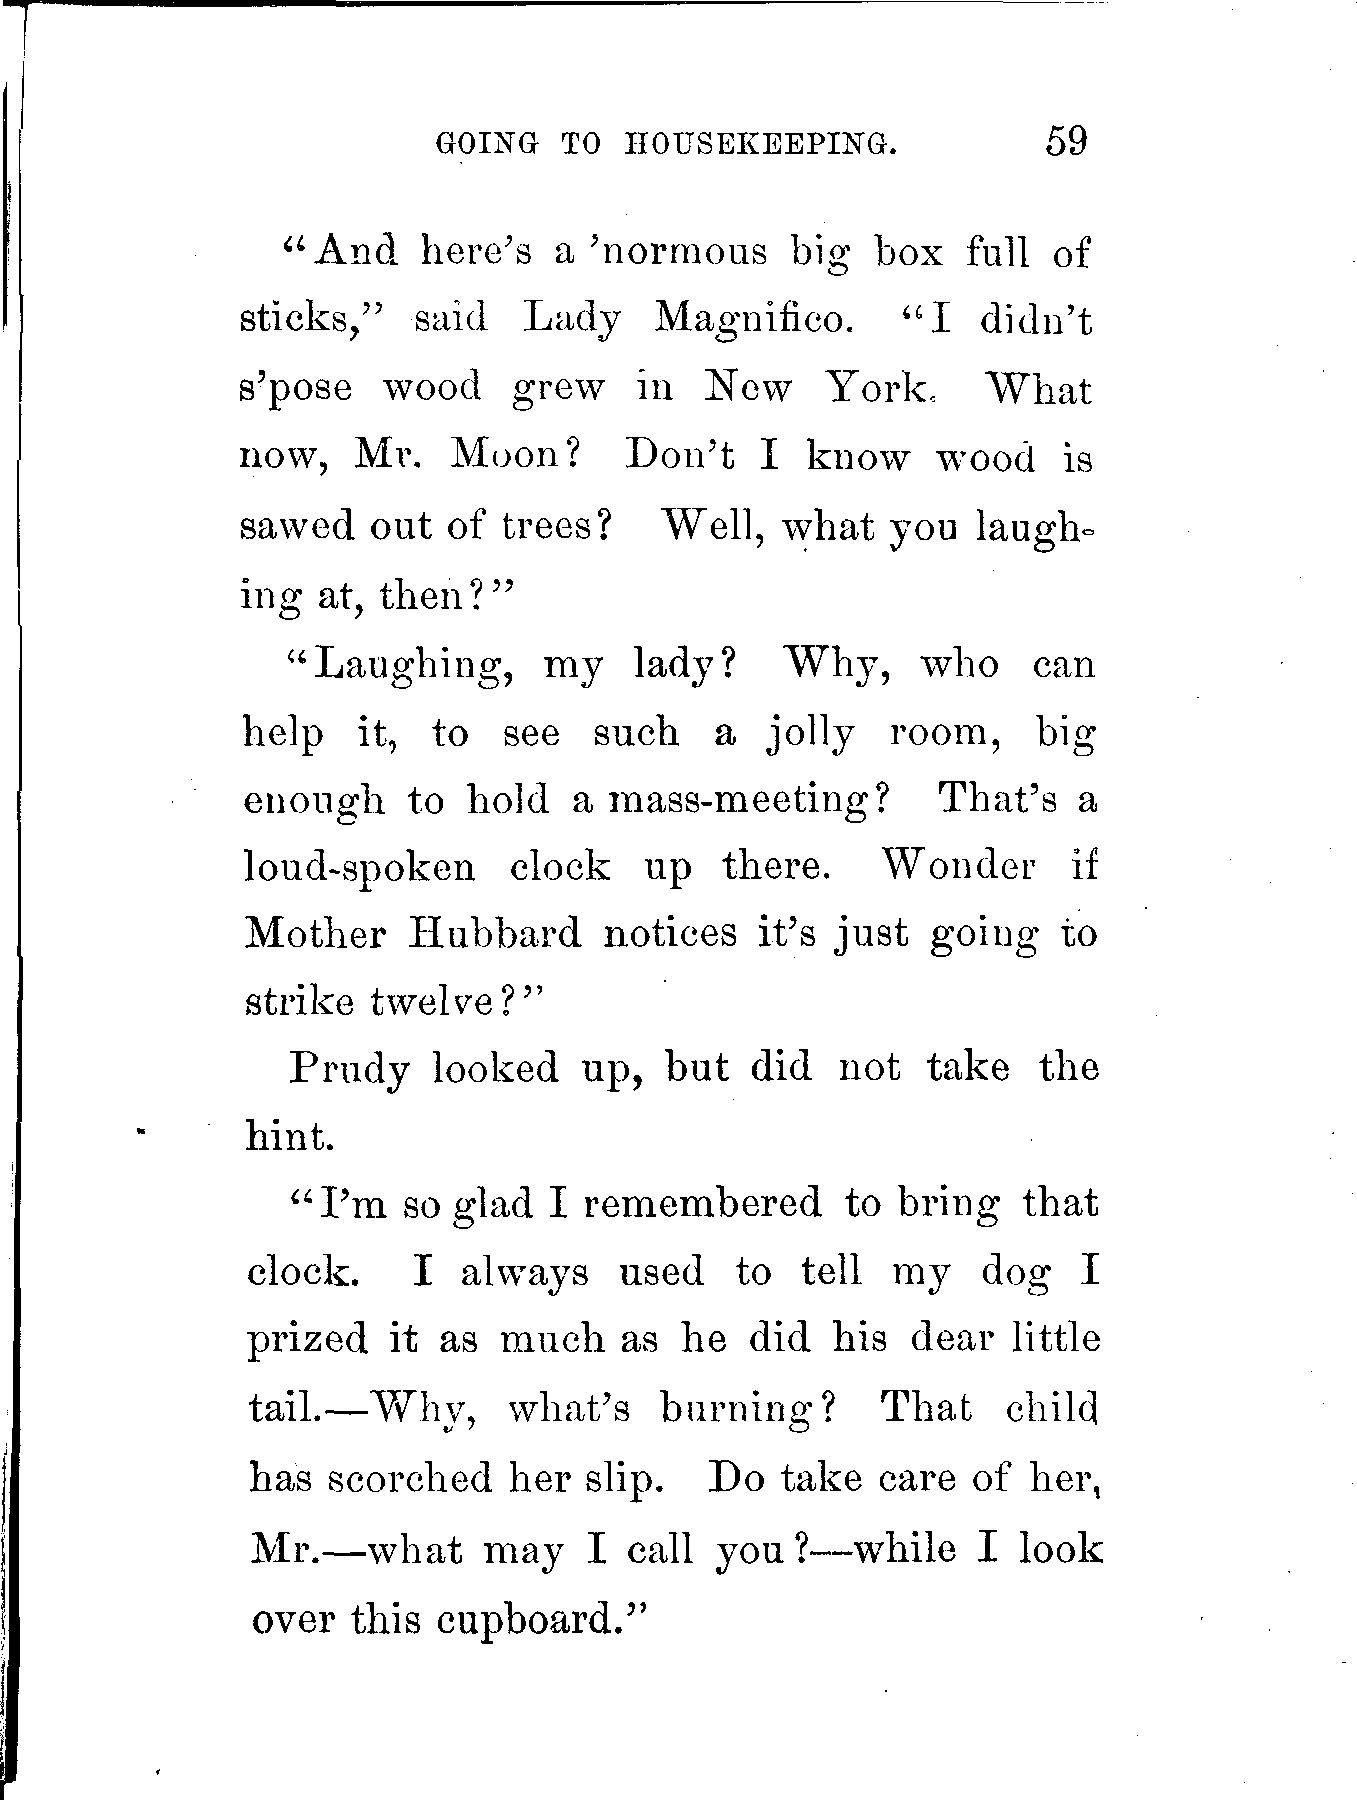 GOING TO HOUSEKEEPING. 59
“And here’s a ’normous big box full of
sticks,” said Lady Magnifico. “I didn’t
s’pose wood grew in New York. What
now, Mr. Moon? Don’t I know wood is
sawed out of trees? Well, what you laugh-
ing at, then?”
“Laughing, my lady? Why, who can
help it, to see such a jolly room, big
enough to hold a mass-meeting? That’s a
loud-spoken clock up there. Wonder if
Mother Hubbard notices it’s just going to
strike twelve?”
Prudy looked up, but did not take the
hint.
“I’m so glad I remembered to bring that
clock. I always used to tell my dog I
prized it as much as he did his dear little
tail.—Why, what’s burning? That child
has scorched her slip. Do take care of her,
Mr.—what may I call you?—while I look
over this cupboard.”